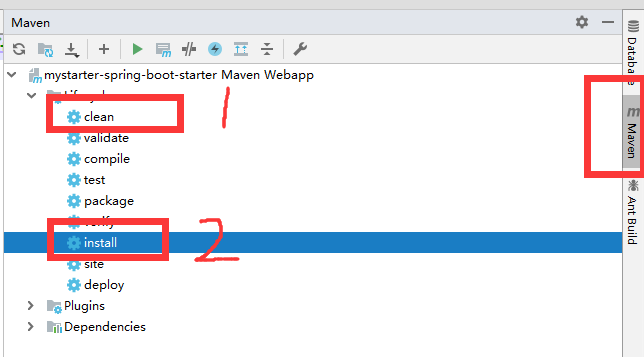 Maven
mystarter-spring-boot-starter Maven Webapp
Lifecycle
clean
1
validate
compile
test
package
verify
install
2
site
deploy
Plugins
Dependencies
Database
m Maven
Ant Build